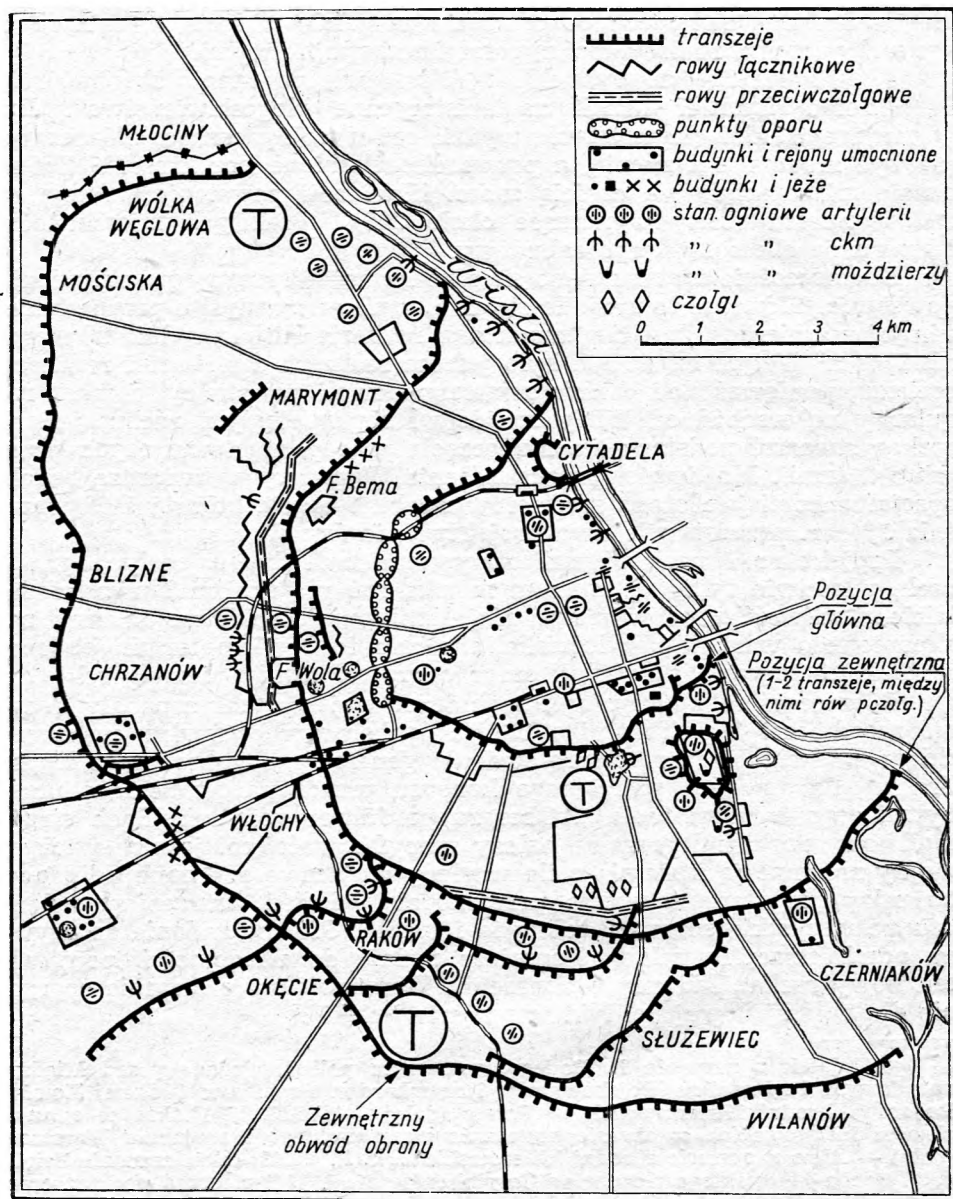 transzeje
rowy łącznikowe
rowy przeciwczołgowe
punkty oporu
budynki i rejony umocnione
budynki i jeże
stan. ogniowe artylerii
„ „ ckm
„ „ moździerzy
czołgi
0 1 2 3 4 km
MŁOCINY
WÓLKA
WĘGLOWA
T
MOŚCISKA
Wisła
MARYMONT
CYTADELA
F. Bema
BLIZNE
Pozycja
główna
CHRZANÓW
F. Wola
Pozycja zewnętrzna
(1-2 transzeje, między
nimi rów pczołg.)
T
WŁOCHY
RAKÓW
OKĘCIE
CZERNIAKÓW
T
SŁUŻEWIEC
Zewnętrzny
obwód obrony
WILANÓW